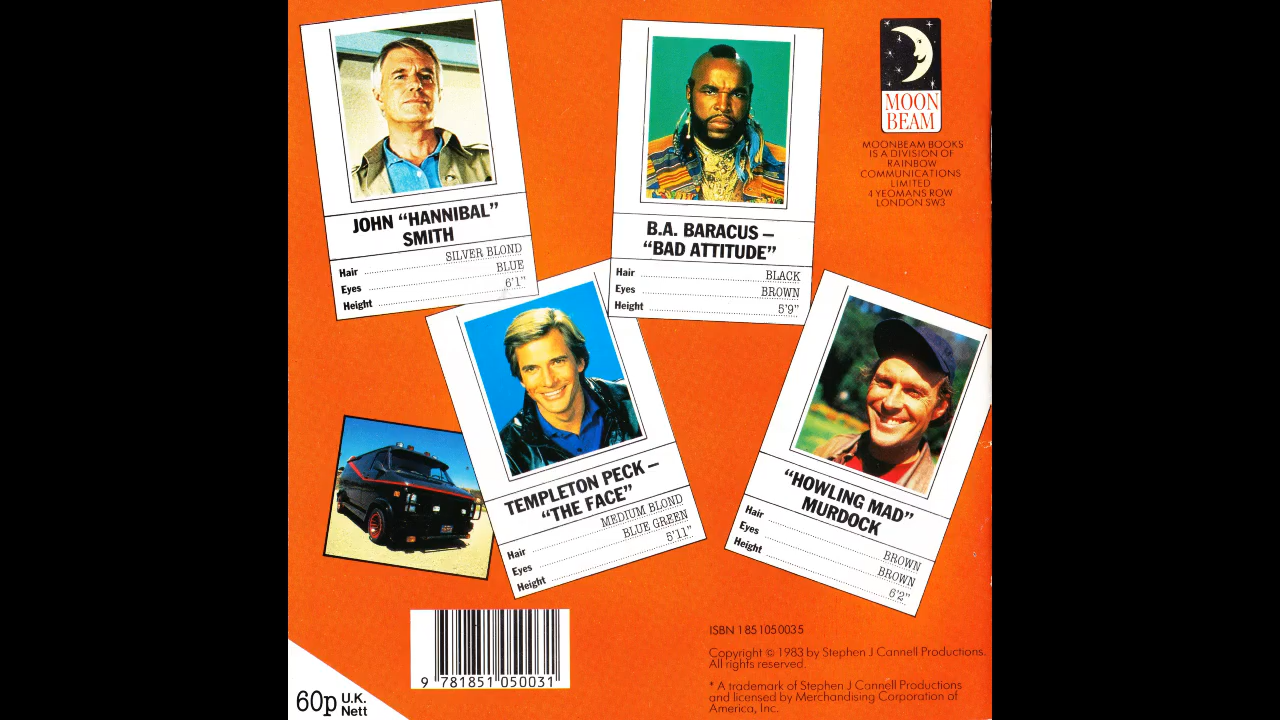 JOHN “HANNIBAL”
SMITH
Hair SILVER BLOND
Eyes BLUE
Height 6'1"
B.A. BARACUS –
“BAD ATTITUDE”
Hair BLACK
Eyes BROWN
Height 5'9"
MOON
BEAM
MOONBEAM BOOKS
IS A DIVISION OF
RAINBOW
COMMUNICATIONS
LIMITED
4 YEOMANS ROW
LONDON SW3
TEMPLETON PECK –
“THE FACE”
Hair MEDIUM BLOND
Eyes BLUE GREEN
Height 5'11"
“HOWLING MAD”
MURDOCK
Hair BROWN
Eyes BROWN
Height 6'2"
9 781851 050031
60p U.K.
Nett
ISBN 1851050035
Copyright © 1983 by Stephen J Cannell Productions.
All rights reserved.
* A trademark of Stephen J Cannell Productions
and licensed by Merchandising Corporation of
America, Inc.